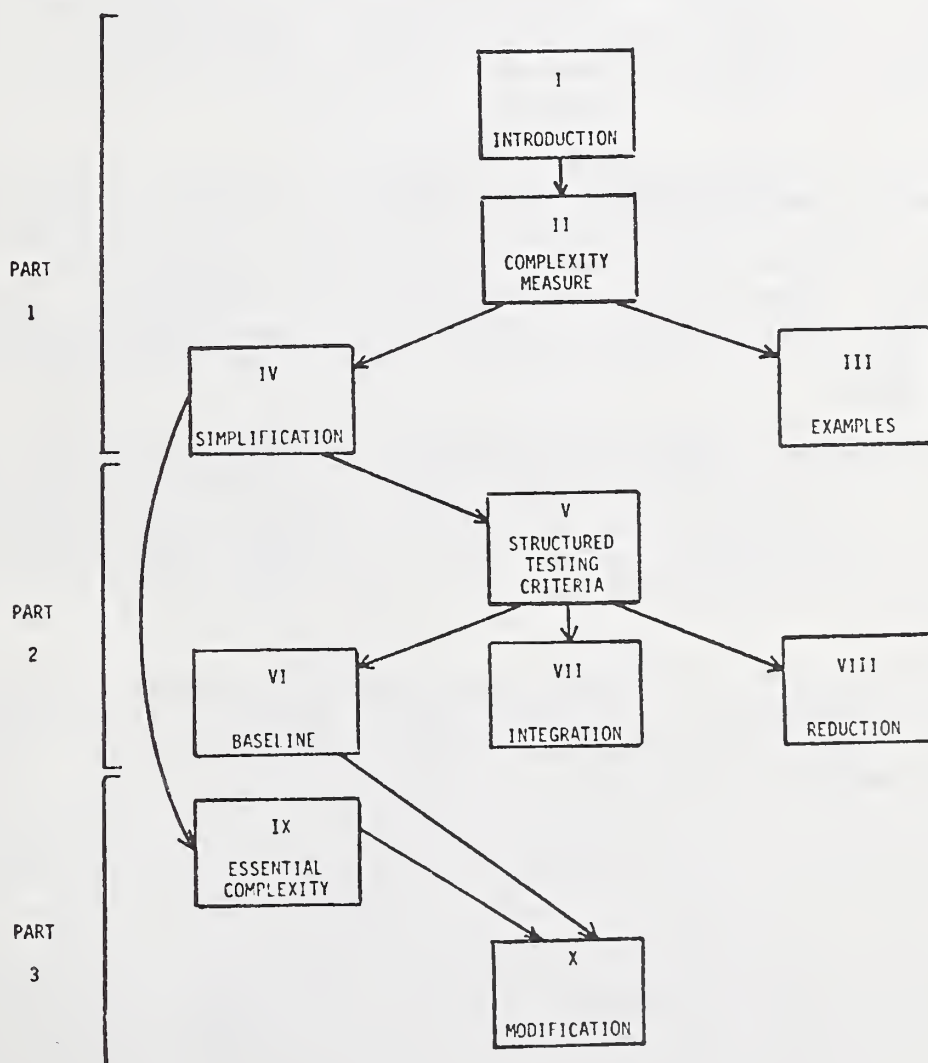 I
INTRODUCTION
II
COMPLEXITY
MEASURE
PART
1
IV
SIMPLIFICATION
III
EXAMPLES
V
STRUCTURED
TESTING
CRITERIA
PART
2
VI
BASELINE
VII
INTEGRATION
VIII
REDUCTION
IX
ESSENTIAL
COMPLEXITY
PART
3
X
MODIFICATION